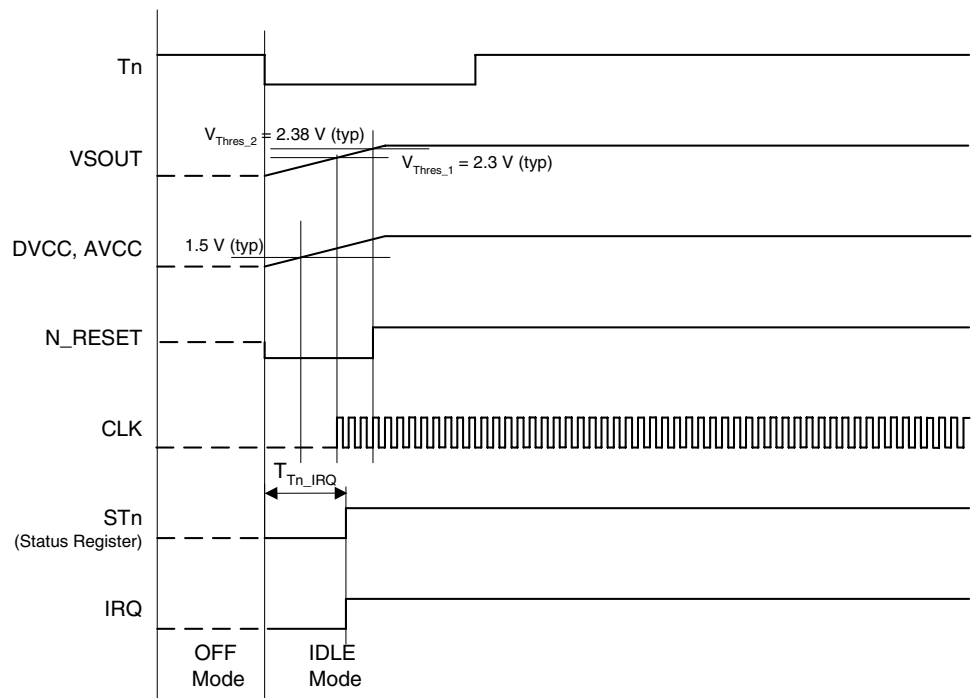 Tn
V_Thres_2 = 2.38 V (typ)
VSOUT
V_Thres_1 = 2.3 V (typ)
1.5 V (typ)
DVCC, AVCC
N_RESET
CLK
T_Tn_IRQ
STn
(Status Register)
IRQ
OFF
Mode
IDLE
Mode